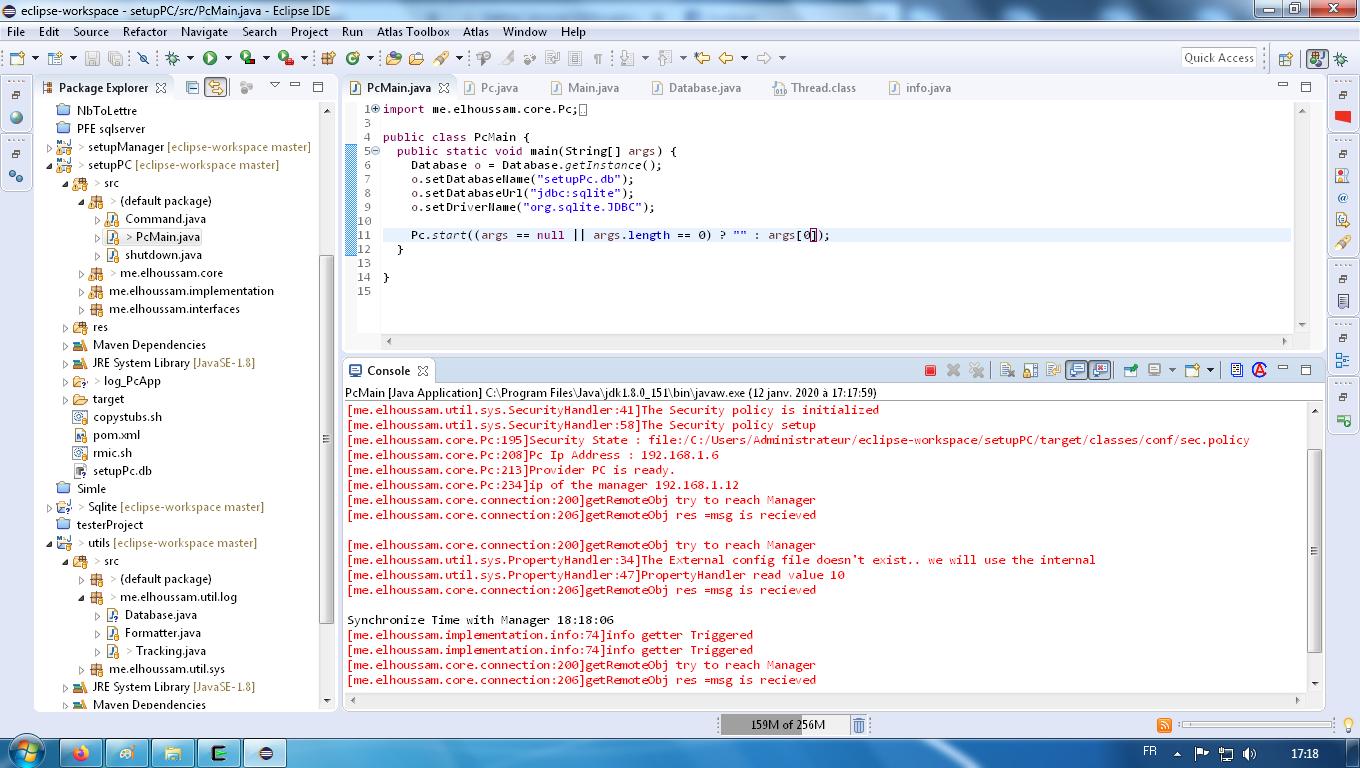 eclipse-workspace - setupPC/src/PcMain.java - Eclipse IDE
File Edit Source Refactor Navigate Search Project Run Atlas Toolbox Atlas Window Help
Quick Access
Package Explorer
NbToLettre
PFE sqlserver
> setupManager [eclipse-workspace master]
> setupPC [eclipse-workspace master]
> src
> (default package)
Command.java
> PcMain.java
shutdown.java
> me.elhoussam.core
> me.elhoussam.implementation
> me.elhoussam.interfaces
res
Maven Dependencies
JRE System Library [JavaSE-1.8]
> log_PcApp
target
copystubs.sh
pom.xml
rmic.sh
setupPc.db
Simle
> Sqlite [eclipse-workspace master]
testerProject
> utils [eclipse-workspace master]
> src
> (default package)
> me.elhoussam.util.log
Database.java
Formatter.java
> Tracking.java
> me.elhoussam.util.sys
JRE System Library [JavaSE-1.8]
Maven Dependencies
PcMain.java Pc.java Main.java Database.java Thread.class info.java
1 import me.elhoussam.core.Pc;
3
4 public class PcMain {
5 public static void main(String[] args) {
6 Database o = Database.getInstance();
7 o.setDatabaseName("setupPc.db");
8 o.setDatabaseUrl("jdbc:sqlite");
9 o.setDriverName("org.sqlite.JDBC");
10
11 Pc.start((args == null || args.length == 0) ? "" : args[0]);
12 }
13
14 }
15
Console
PcMain [Java Application] C:\Program Files\Java\jdk1.8.0_151\bin\javaw.exe (12 janv. 2020 à 17:17:59)
[me.elhoussam.util.sys.SecurityHandler:41]The Security policy is initialized
[me.elhoussam.util.sys.SecurityHandler:58]The Security policy setup
[me.elhoussam.core.Pc:195]Security State : file:/C:/Users/Administrateur/eclipse-workspace/setupPC/target/classes/conf/sec.policy
[me.elhoussam.core.Pc:208]Pc Ip Address : 192.168.1.6
[me.elhoussam.core.Pc:213]Provider PC is ready.
[me.elhoussam.core.Pc:234]ip of the manager 192.168.1.12
[me.elhoussam.core.connection:200]getRemoteObj try to reach Manager
[me.elhoussam.core.connection:206]getRemoteObj res =msg is recieved
[me.elhoussam.core.connection:200]getRemoteObj try to reach Manager
[me.elhoussam.util.sys.PropertyHandler:34]The External config file doesn't exist.. we will use the internal
[me.elhoussam.util.sys.PropertyHandler:47]PropertyHandler read value 10
[me.elhoussam.core.connection:206]getRemoteObj res =msg is recieved
Synchronize Time with Manager 18:18:06
[me.elhoussam.implementation.info:74]info getter Triggered
[me.elhoussam.implementation.info:74]info getter Triggered
[me.elhoussam.core.connection:200]getRemoteObj try to reach Manager
[me.elhoussam.core.connection:206]getRemoteObj res =msg is recieved
159M of 256M
FR
17:18